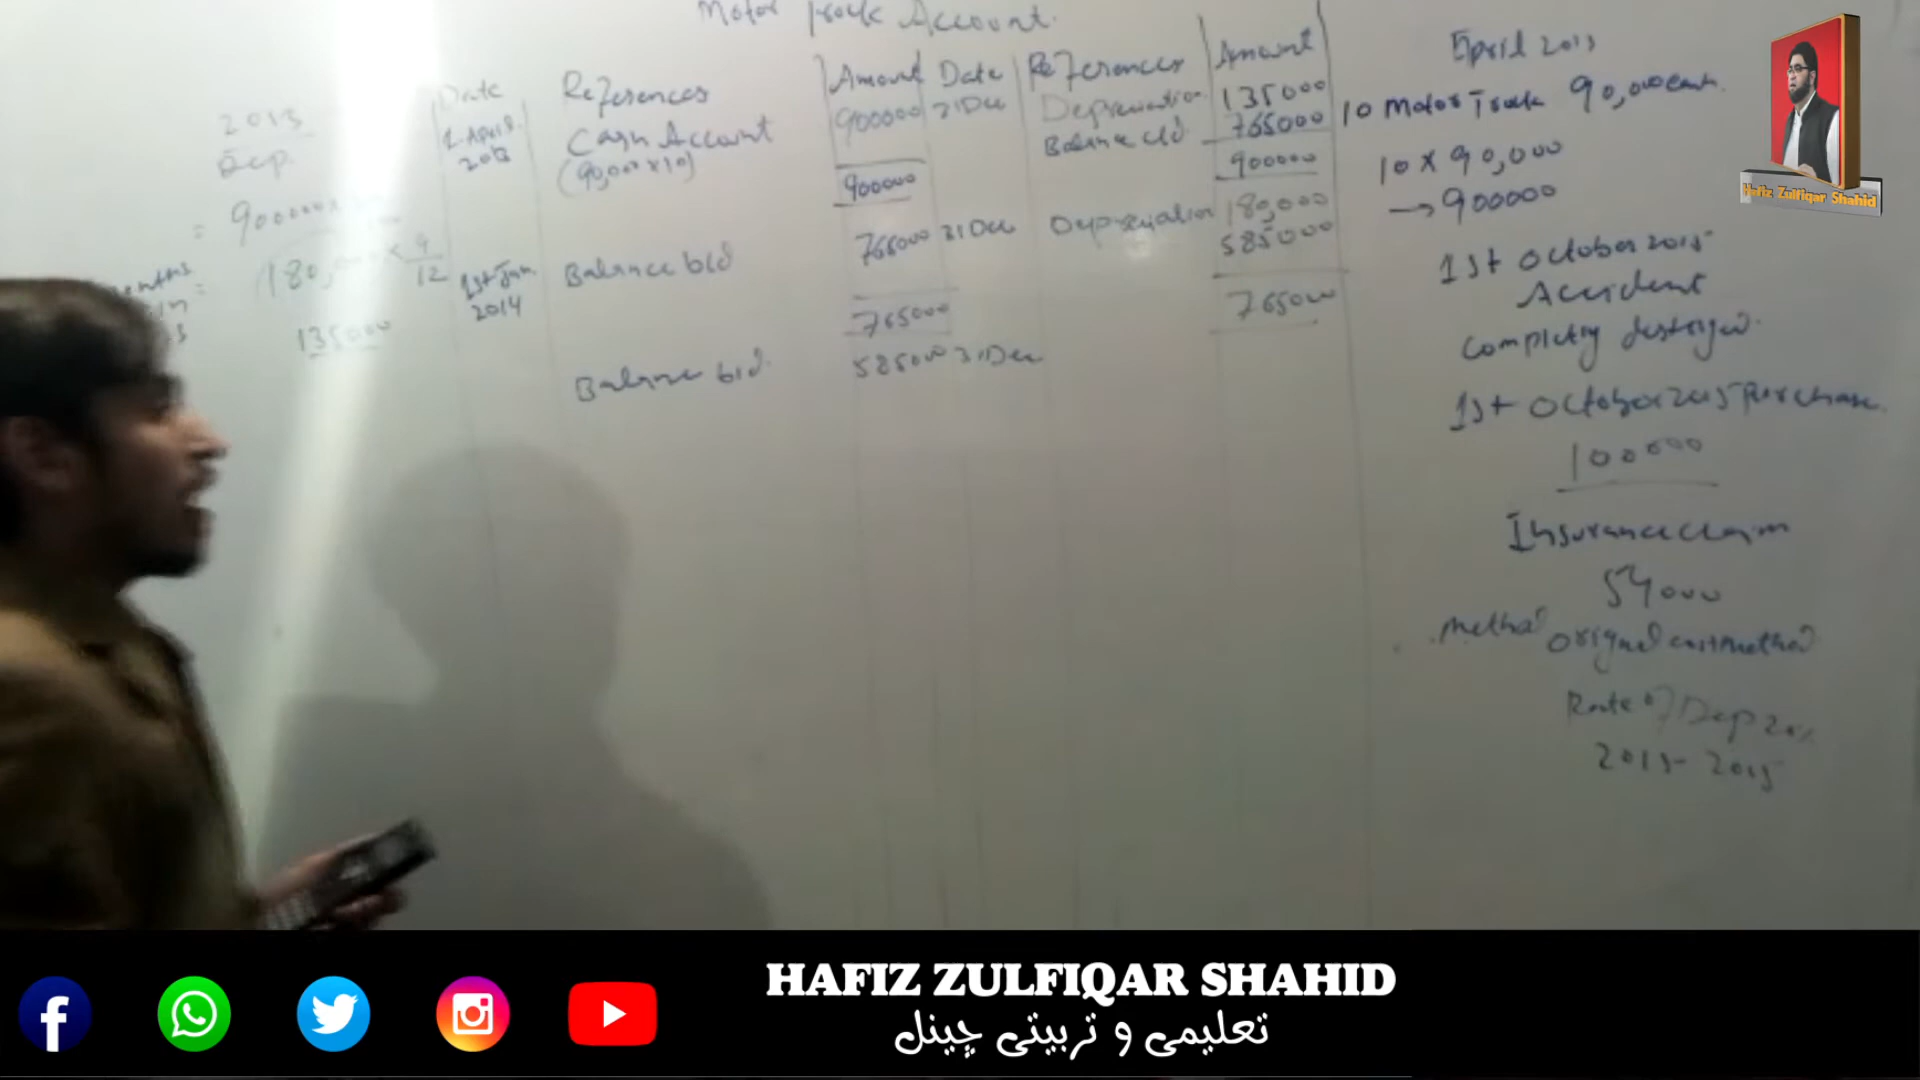 Motor Truck Account.
Date References Amount Date References Amount
1-April 2013 Cash Account 900000 31 Dec Depreciation 135000
(90,000 x 10) Balance c/d 765000
900000 900000
1st Jan 2014 Balance b/d 765000 31 Dec Depreciation 180,000
585000
765000 765000
Balance b/d. 585000 31 Dec
2013
Dep.
= 900000
180, 9
12
135000
April 2013
10 Motor Truck 90,000 cash.
10 x 90,000
→ 900000
1st October 2015
Accident
Completly destroyed.
1st October 2015 Purchase.
100000
Insurance claim
54000
Method Original cost method
Rate of Dep 20%
2013 - 2015
Hafiz Zulfiqar Shahid
HAFIZ ZULFIQAR SHAHID
تعلیمی و تربیتی چینل